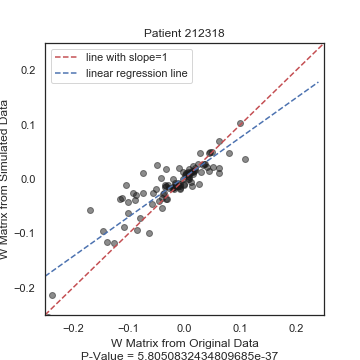 Patient 212318
line with slope=1
linear regression line
W Matrix from Simulated Data
0.2
0.1
0.0
−0.1
−0.2
−0.2
−0.1
0.0
0.1
0.2
W Matrix from Original Data
P-Value = 5.8050832434809685e-37